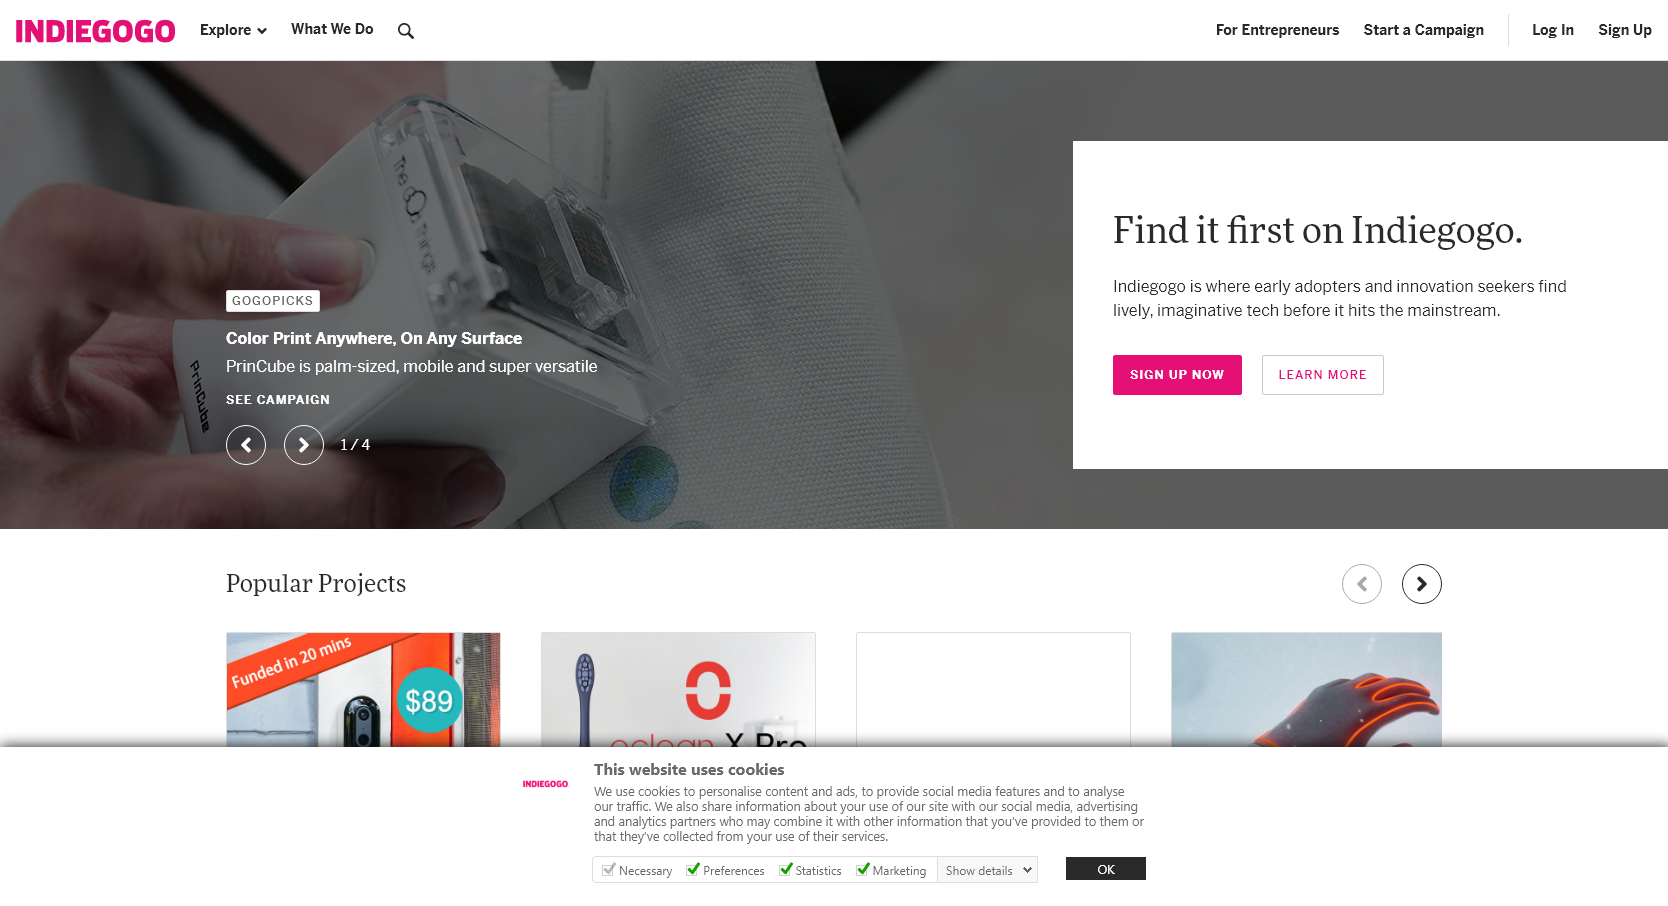 INDIEGOGO
Explore
What We Do
For Entrepreneurs
Start a Campaign
Log In
Sign Up
The Things
PrinCube
GOGOPICKS
Color Print Anywhere, On Any Surface
PrinCube is palm-sized, mobile and super versatile
SEE CAMPAIGN
1 / 4
Find it first on Indiegogo.
Indiegogo is where early adopters and innovation seekers find
lively, imaginative tech before it hits the mainstream.
SIGN UP NOW
LEARN MORE
Popular Projects
Funded in 20 mins
$89
oclean X Pro
INDIEGOGO
This website uses cookies
We use cookies to personalise content and ads, to provide social media features and to analyse
our traffic. We also share information about your use of our site with our social media, advertising
and analytics partners who may combine it with other information that you've provided to them or
that they've collected from your use of their services.
Necessary
Preferences
Statistics
Marketing
Show details
OK